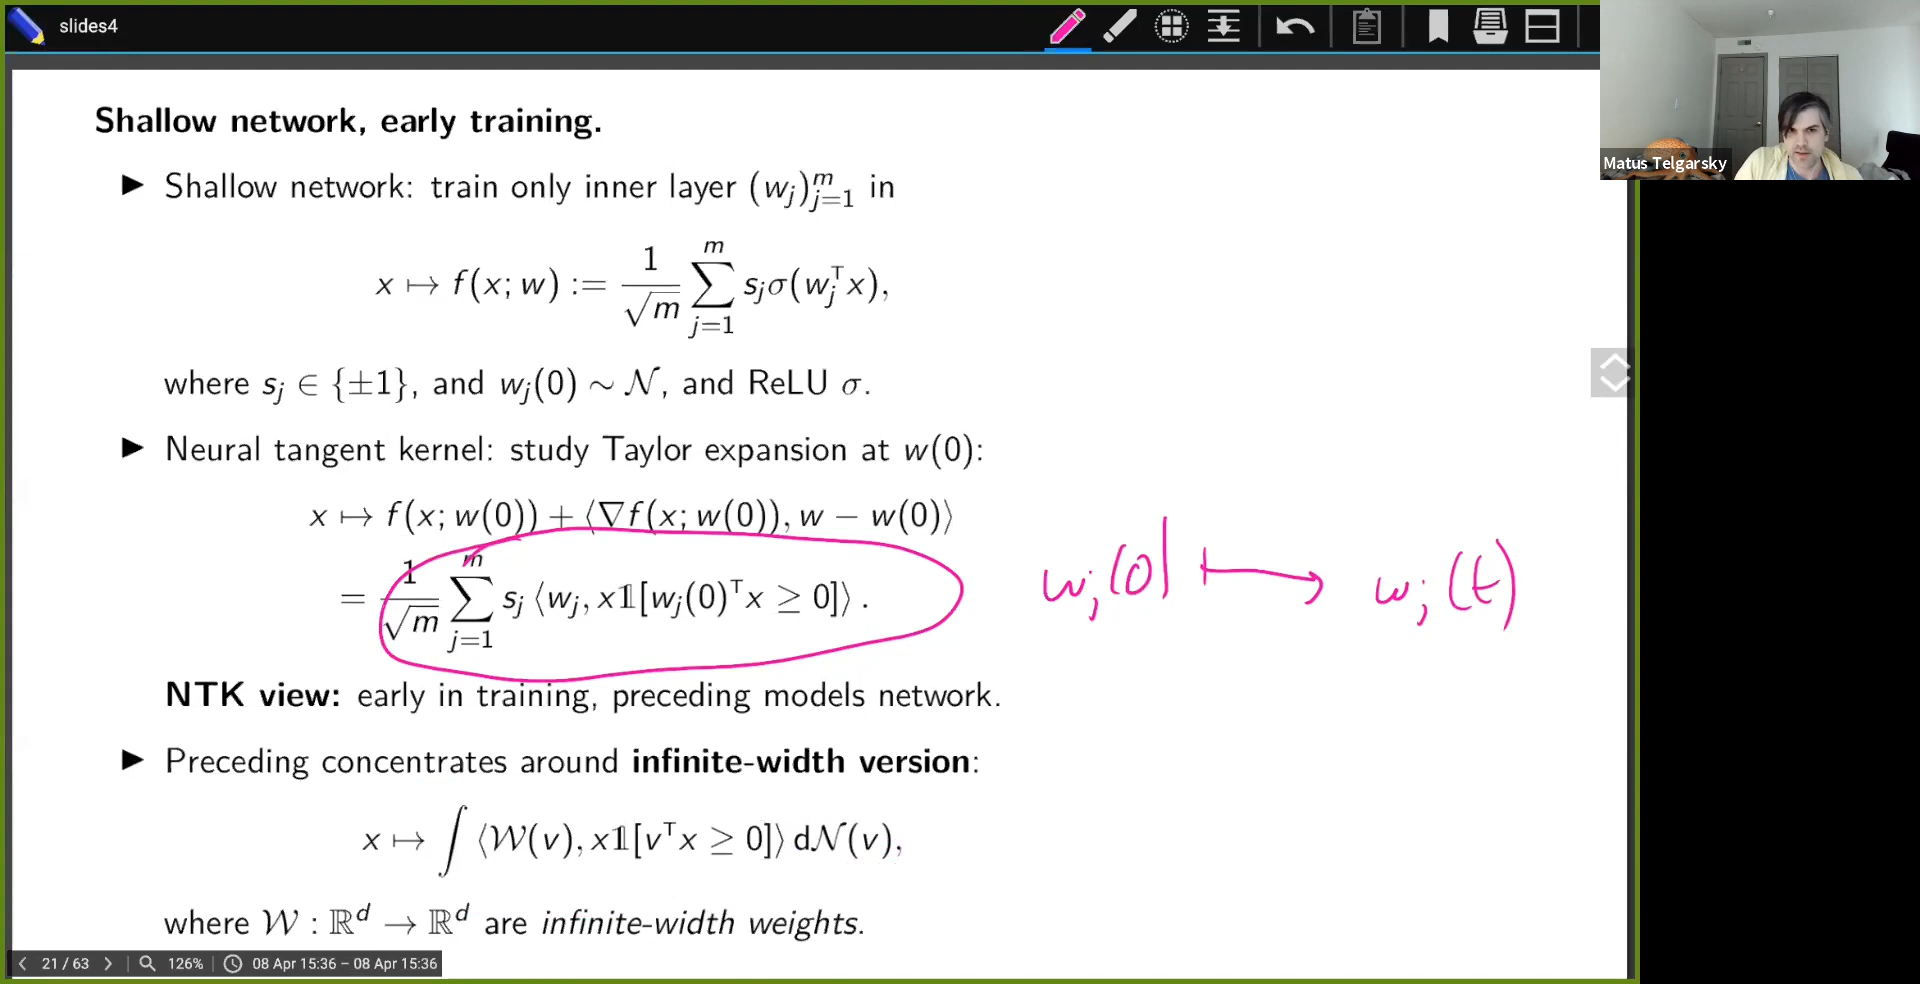 slides4
Matus Telgarsky
Shallow network, early training.
▶ Shallow network: train only inner layer (w_j)_{j=1}^m in
x ↦ f(x; w) := 1/√m ∑_{j=1}^m s_j σ(w_j^⊤ x),
where s_j ∈ {±1}, and w_j(0) ∼ 𝒩, and ReLU σ.
▶ Neural tangent kernel: study Taylor expansion at w(0):
x ↦ f(x; w(0)) + ⟨∇f(x; w(0)), w − w(0)⟩
= 1/√m ∑_{j=1}^m s_j ⟨w_j, x𝟙[w_j(0)^⊤ x ≥ 0]⟩ .
w_j(0) ↦ w_j(t)
NTK view: early in training, preceding models network.
▶ Preceding concentrates around infinite-width version:
x ↦ ∫ ⟨𝒲(v), x𝟙[v^⊤ x ≥ 0]⟩ d𝒩(v),
where 𝒲 : ℝ^d → ℝ^d are infinite-width weights.
21 / 63 126% 08 Apr 15:36 – 08 Apr 15:36